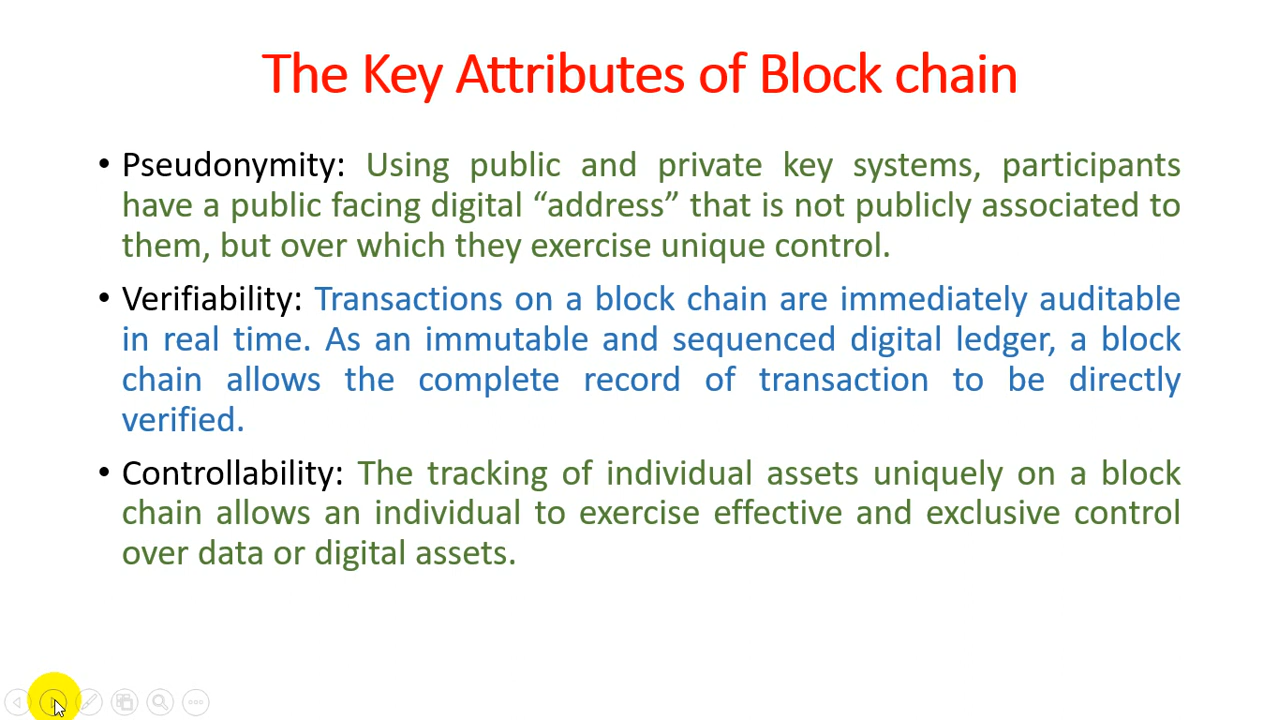 The Key Attributes of Block chain
• Pseudonymity: Using public and private key systems, participants
have a public facing digital “address” that is not publicly associated to
them, but over which they exercise unique control.
• Verifiability: Transactions on a block chain are immediately auditable
in real time. As an immutable and sequenced digital ledger, a block
chain allows the complete record of transaction to be directly
verified.
• Controllability: The tracking of individual assets uniquely on a block
chain allows an individual to exercise effective and exclusive control
over data or digital assets.